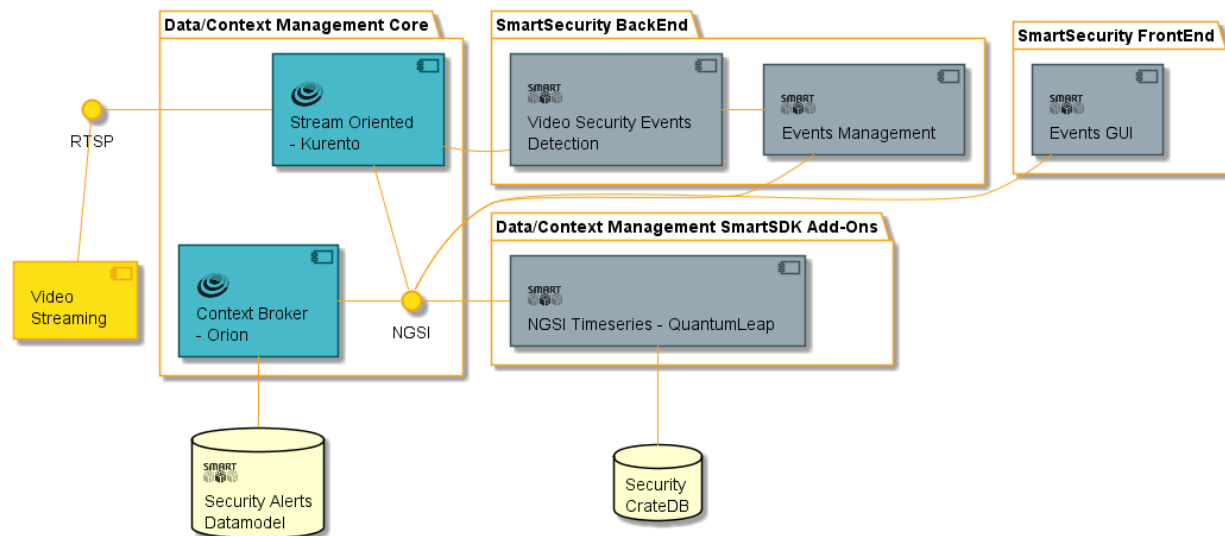 Data/Context Management Core
SmartSecurity BackEnd
SmartSecurity FrontEnd
SMART
Stream Oriented
- Kurento
Video Security Events
Detection
SMART
Events Management
SMART
Events GUI
RTSP
Data/Context Management SmartSDK Add-Ons
Video
Streaming
Context Broker
- Orion
NGSI
SMART
NGSI Timeseries - QuantumLeap
SMART
Security Alerts
Datamodel
Security
CrateDB